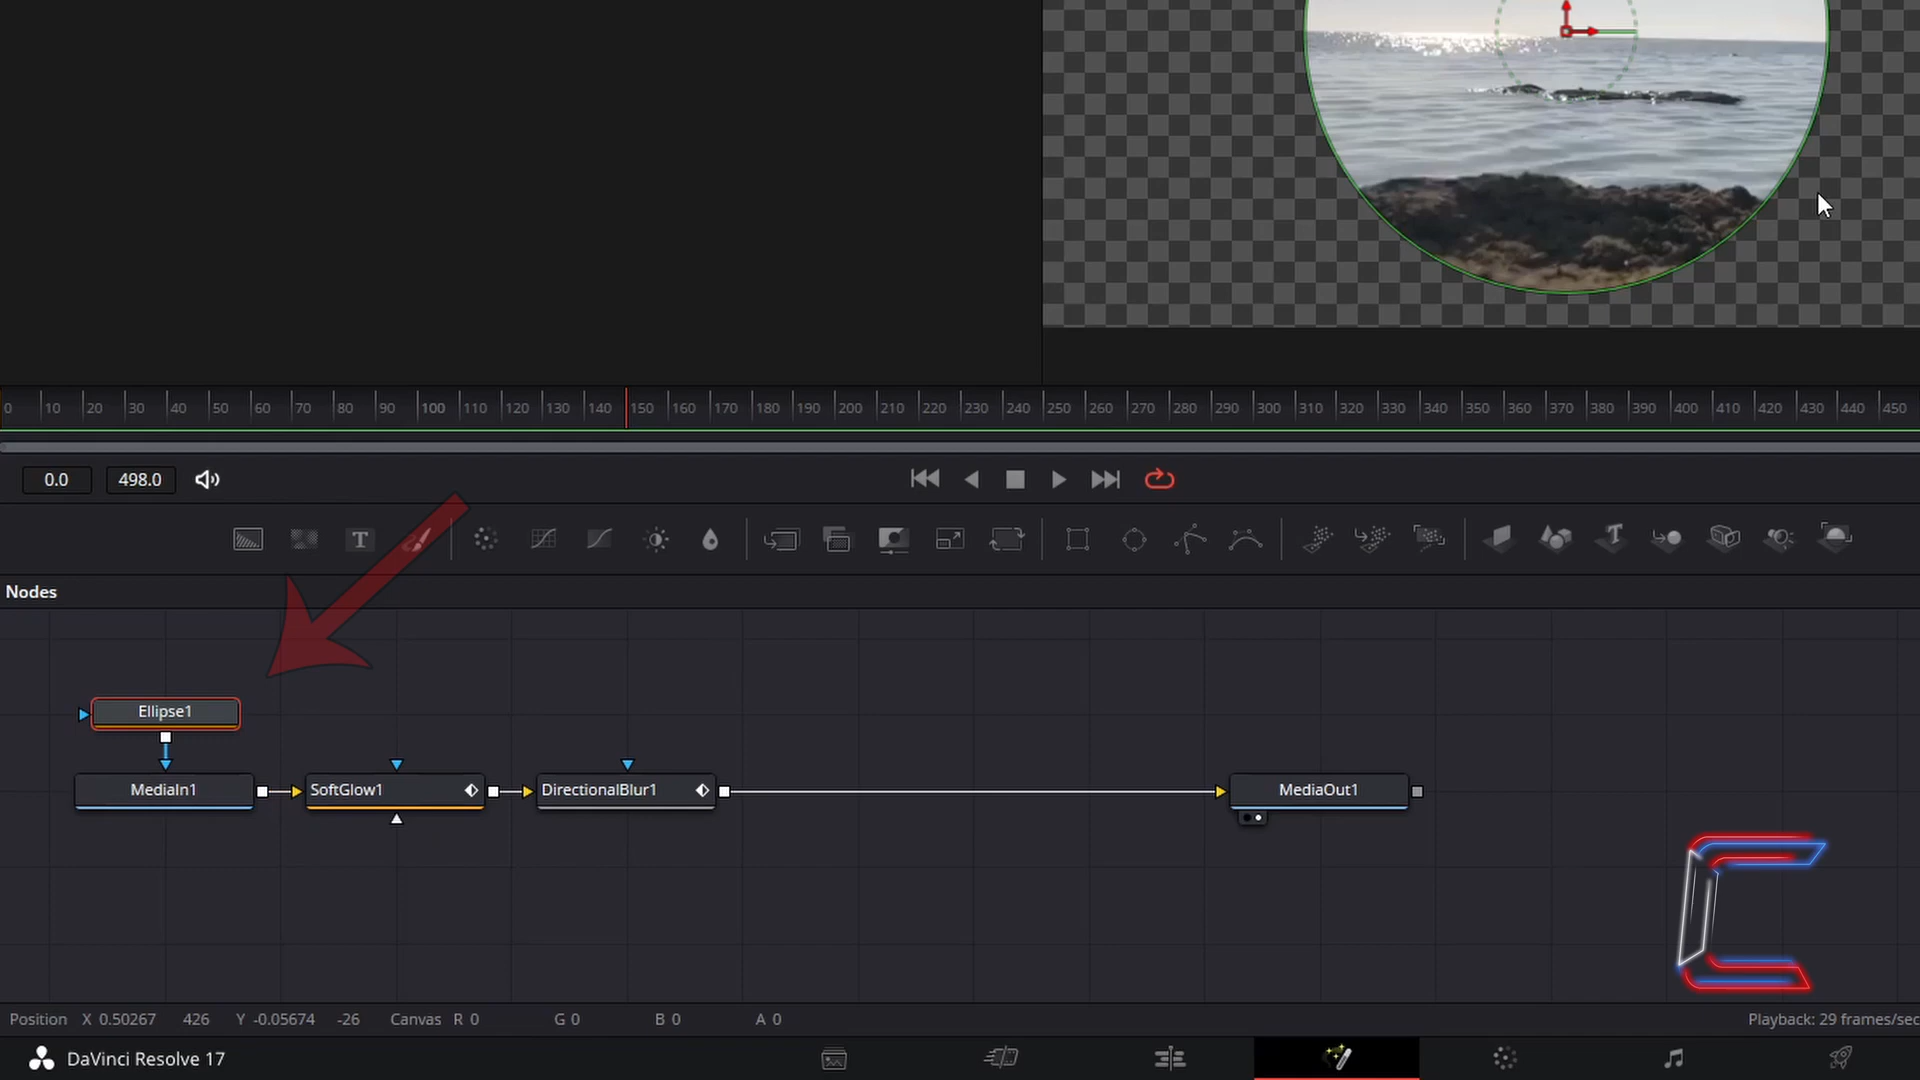 0 10 20 30 40 50 60 70 80 90 100 110 120 130 140 150 160 170 180 190 200 210 220 230 240 250 260 270 280 290 300 310 320 330 340 350 360 370 380 390 400 410 420 430 440 450
0.0 498.0
T T
Nodes
Ellipse1
MediaIn1 SoftGlow1 DirectionalBlur1 MediaOut1
Position X 0.50267 426 Y -0.05674 -26 Canvas R 0 G 0 B 0 A 0 Playback: 29 frames/sec
DaVinci Resolve 17